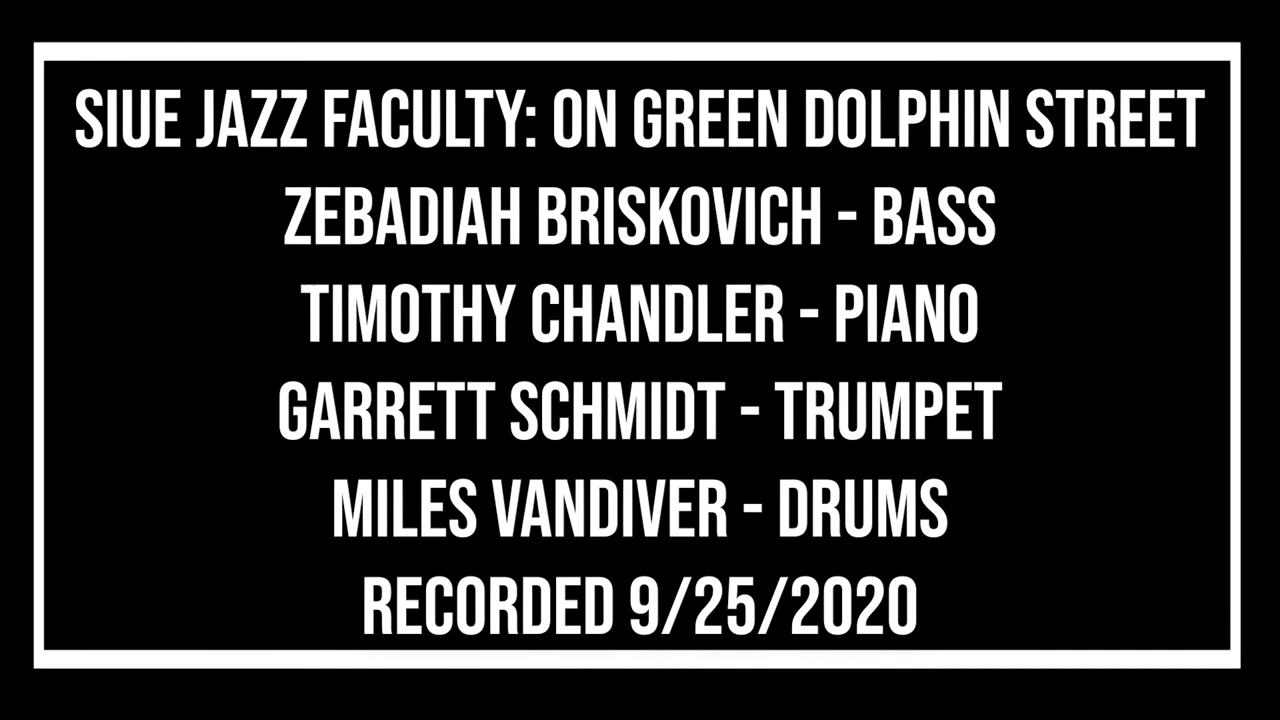 SIUE JAZZ FACULTY: ON GREEN DOLPHIN STREET
ZEBADIAH BRISKOVICH - BASS
TIMOTHY CHANDLER - PIANO
GARRETT SCHMIDT - TRUMPET
MILES VANDIVER - DRUMS
RECORDED 9/25/2020